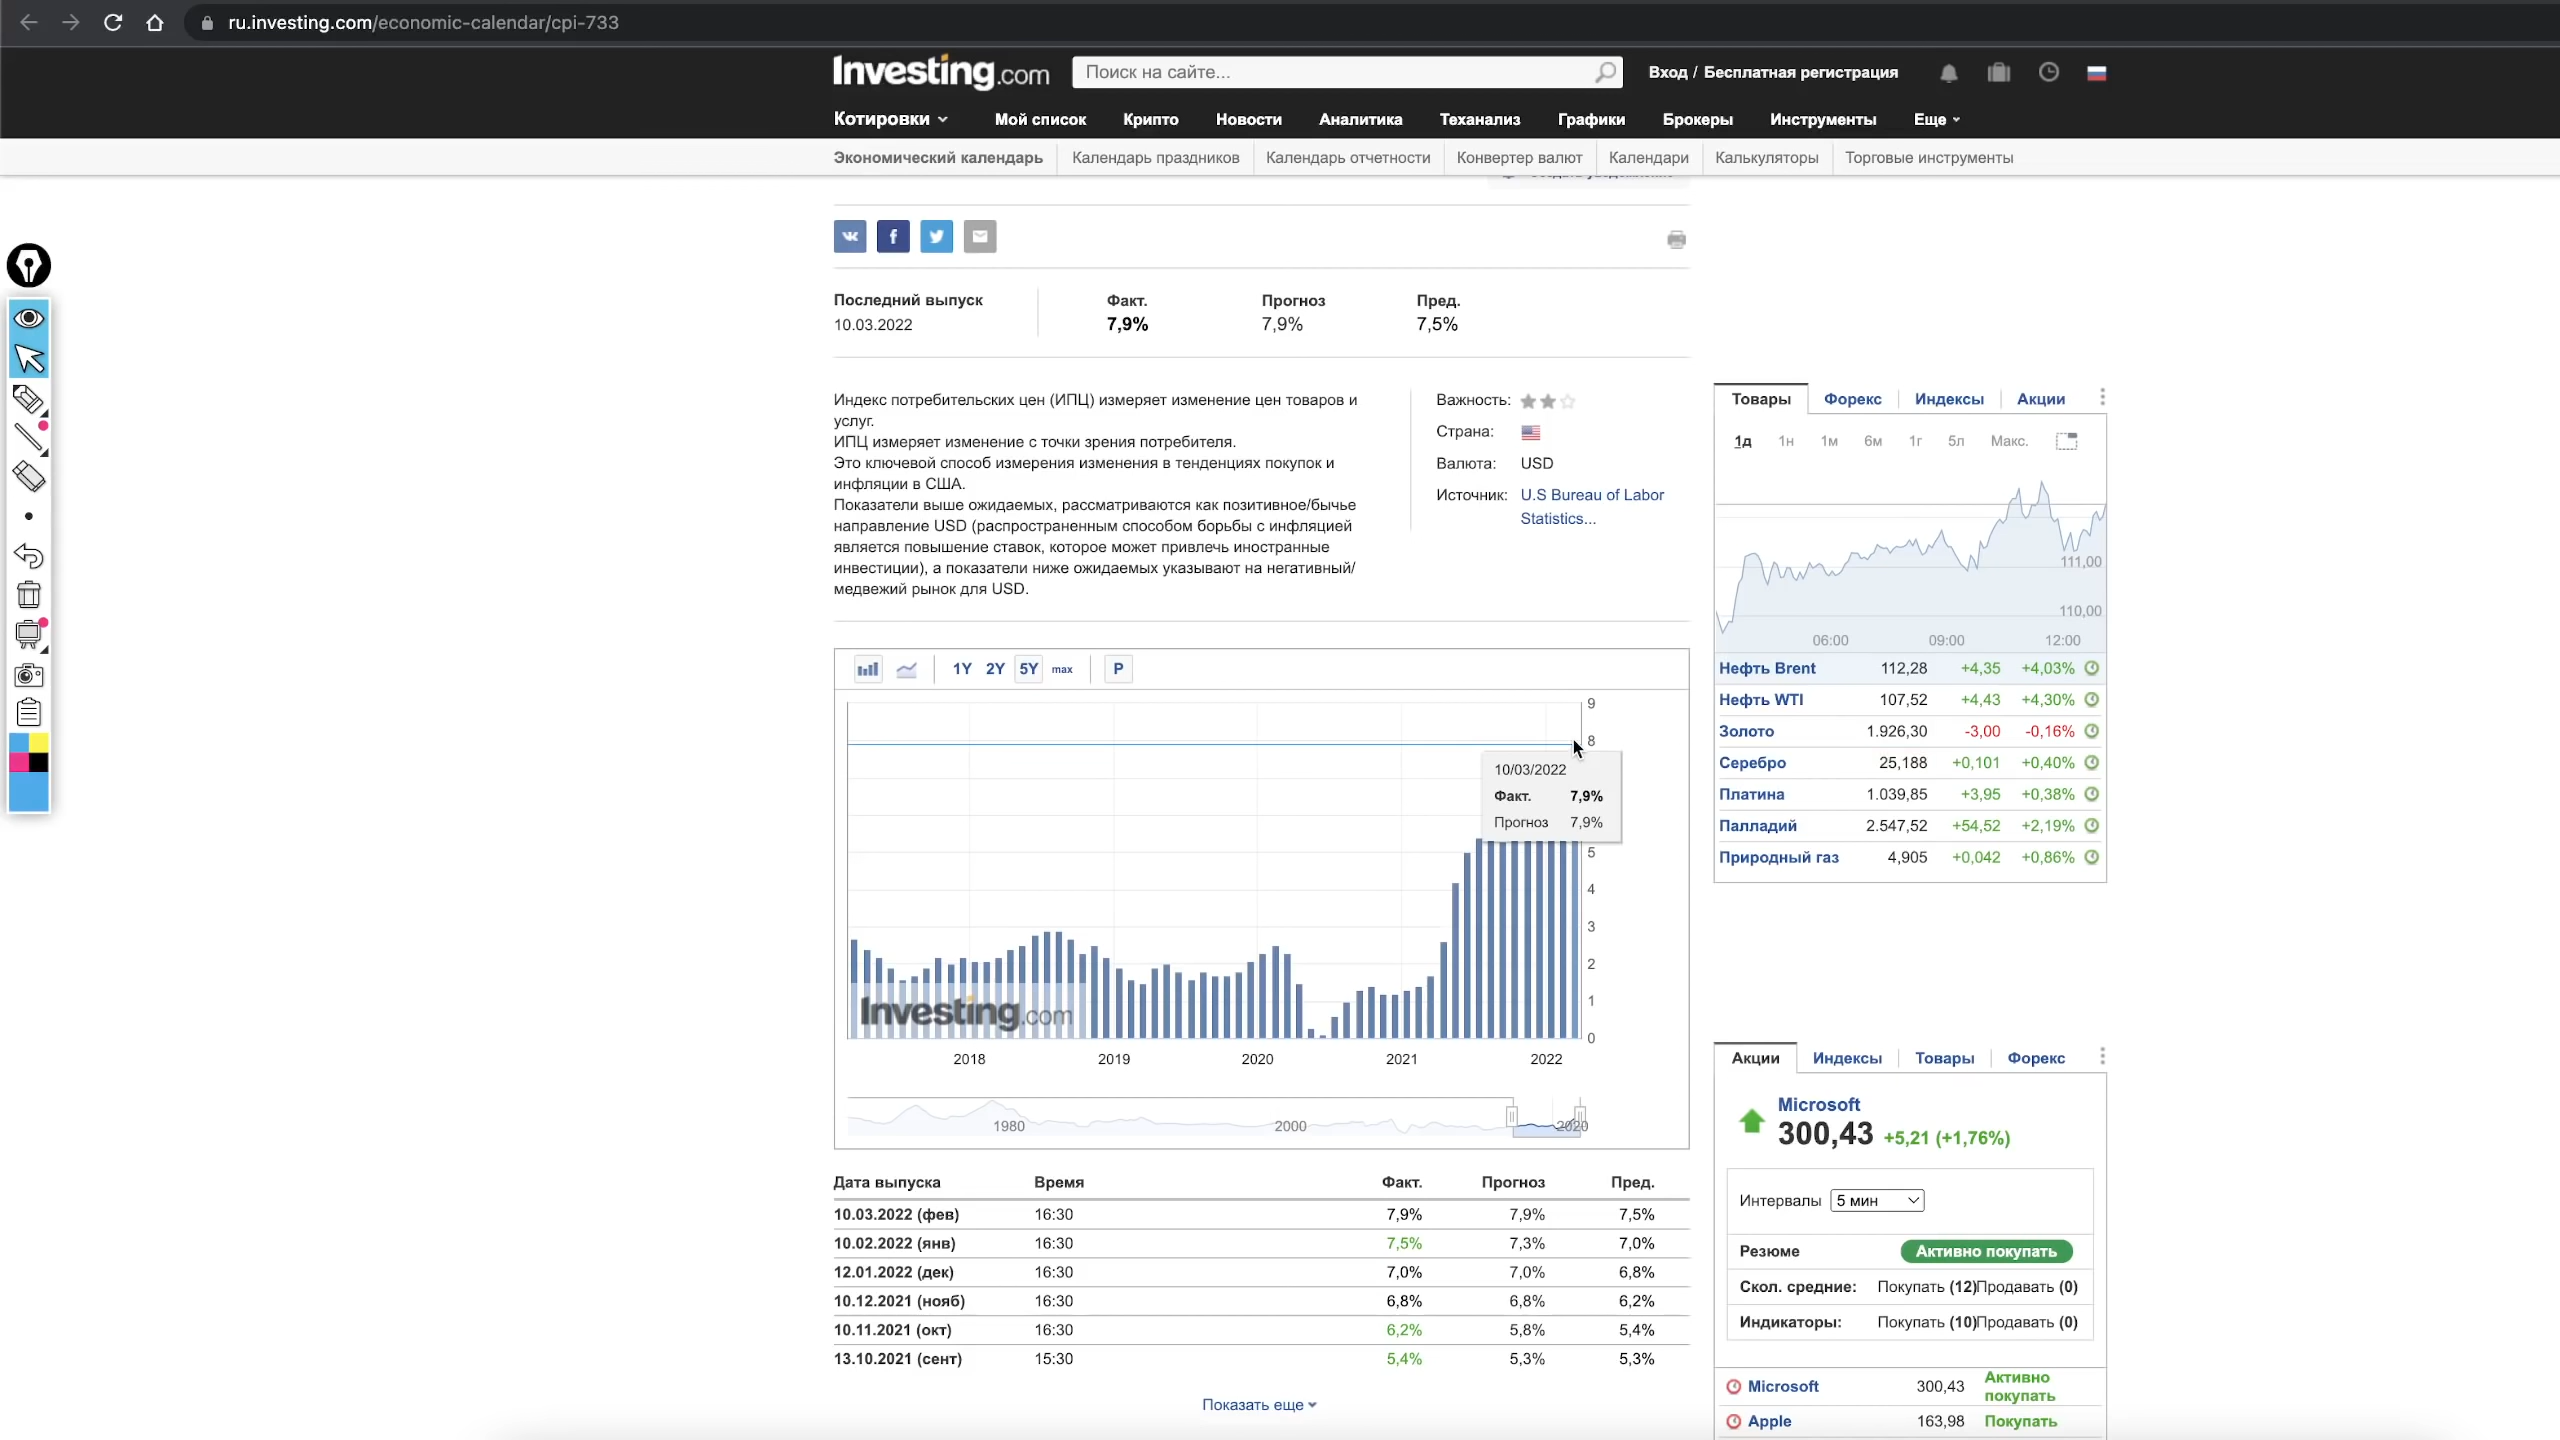 ru.investing.com/economic-calendar/cpi-733
Investing.com
Поиск на сайте...
Вход / Бесплатная регистрация
Котировки
Мой список
Крипто
Новости
Аналитика
Теханализ
Графики
Брокеры
Инструменты
Еще
Экономический календарь
Календарь праздников
Календарь отчетности
Конвертер валют
Календари
Калькуляторы
Торговые инструменты
Последний выпуск
10.03.2022
Факт.
7,9%
Прогноз
7,9%
Пред.
7,5%
Индекс потребительских цен (ИПЦ) измеряет изменение цен товаров и
услуг.
ИПЦ измеряет изменение с точки зрения потребителя.
Это ключевой способ измерения изменения в тенденциях покупок и
инфляции в США.
Показатели выше ожидаемых, рассматриваются как позитивное/бычье
направление USD (распространенным способом борьбы с инфляцией
является повышение ставок, которое может привлечь иностранные
инвестиции), а показатели ниже ожидаемых указывают на негативный/
медвежий рынок для USD.
Важность:
Страна:
Валюта: USD
Источник: U.S Bureau of Labor
Statistics...
1Y 2Y 5Y max P
9
8
5
4
3
2
1
0
10/03/2022
Факт. 7,9%
Прогноз 7,9%
Investing.com
2018 2019 2020 2021 2022
1980 2000 2020
Дата выпуска Время Факт. Прогноз Пред.
10.03.2022 (фев) 16:30 7,9% 7,9% 7,5%
10.02.2022 (янв) 16:30 7,5% 7,3% 7,0%
12.01.2022 (дек) 16:30 7,0% 7,0% 6,8%
10.12.2021 (нояб) 16:30 6,8% 6,8% 6,2%
10.11.2021 (окт) 16:30 6,2% 5,8% 5,4%
13.10.2021 (сент) 15:30 5,4% 5,3% 5,3%
Показать еще
Товары Форекс Индексы Акции
1д 1н 1м 6м 1г 5л Макс.
111,00
110,00
06:00 09:00 12:00
Нефть Brent 112,28 +4,35 +4,03%
Нефть WTI 107,52 +4,43 +4,30%
Золото 1.926,30 -3,00 -0,16%
Серебро 25,188 +0,101 +0,40%
Платина 1.039,85 +3,95 +0,38%
Палладий 2.547,52 +54,52 +2,19%
Природный газ 4,905 +0,042 +0,86%
Акции Индексы Товары Форекс
Microsoft
300,43 +5,21 (+1,76%)
Интервалы 5 мин
Резюме Активно покупать
Скол. средние: Покупать (12)Продавать (0)
Индикаторы: Покупать (10)Продавать (0)
Microsoft 300,43 Активно
покупать
Apple 163,98 Покупать